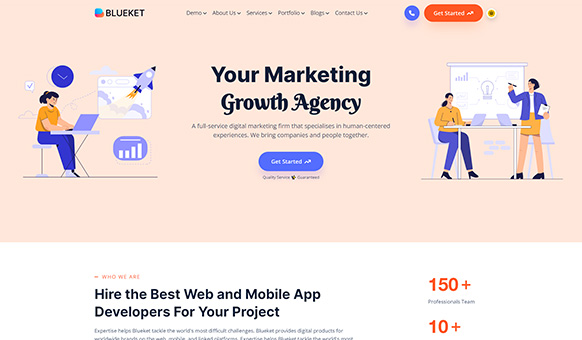 BLUEKET
Demo About Us Services Portfolio Blogs Contact Us Get Started
Your Marketing
Growth Agency
A full-service digital marketing firm that specialises in human-centered
experiences. We bring companies and people together.
Get Started
Quality Service Guaranteed
WHO WE ARE
Hire the Best Web and Mobile App
Developers For Your Project
Expertise helps Blueket tackle the world's most difficult challenges. Blueket provides digital products for
worldwide brands on the web, mobile, and linked platforms. Expertise helps Blueket tackle the world's most
150+
Professionals Team
10+